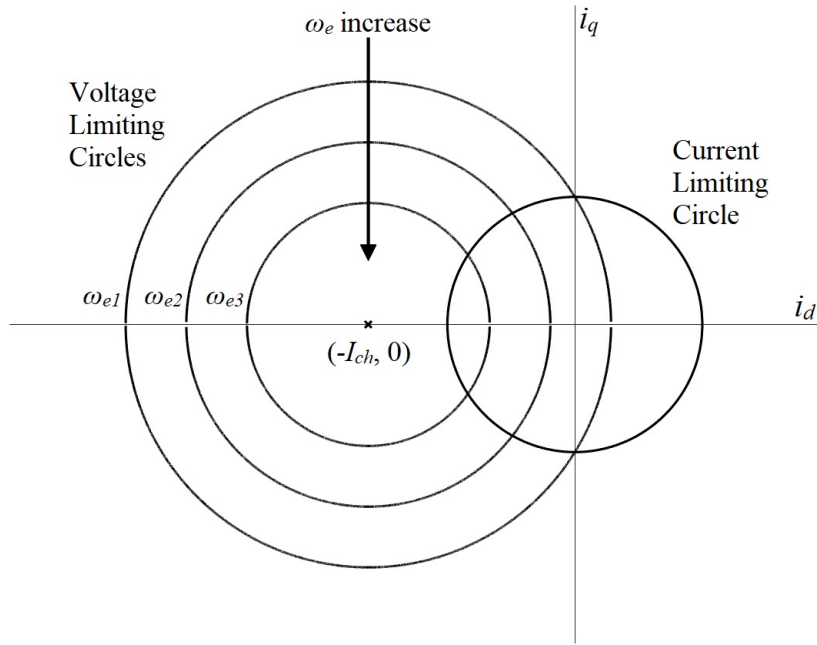 ωe increase
iq
Voltage
Limiting
Circles
Current
Limiting
Circle
ωe1 ωe2 ωe3
id
(-Ich, 0)